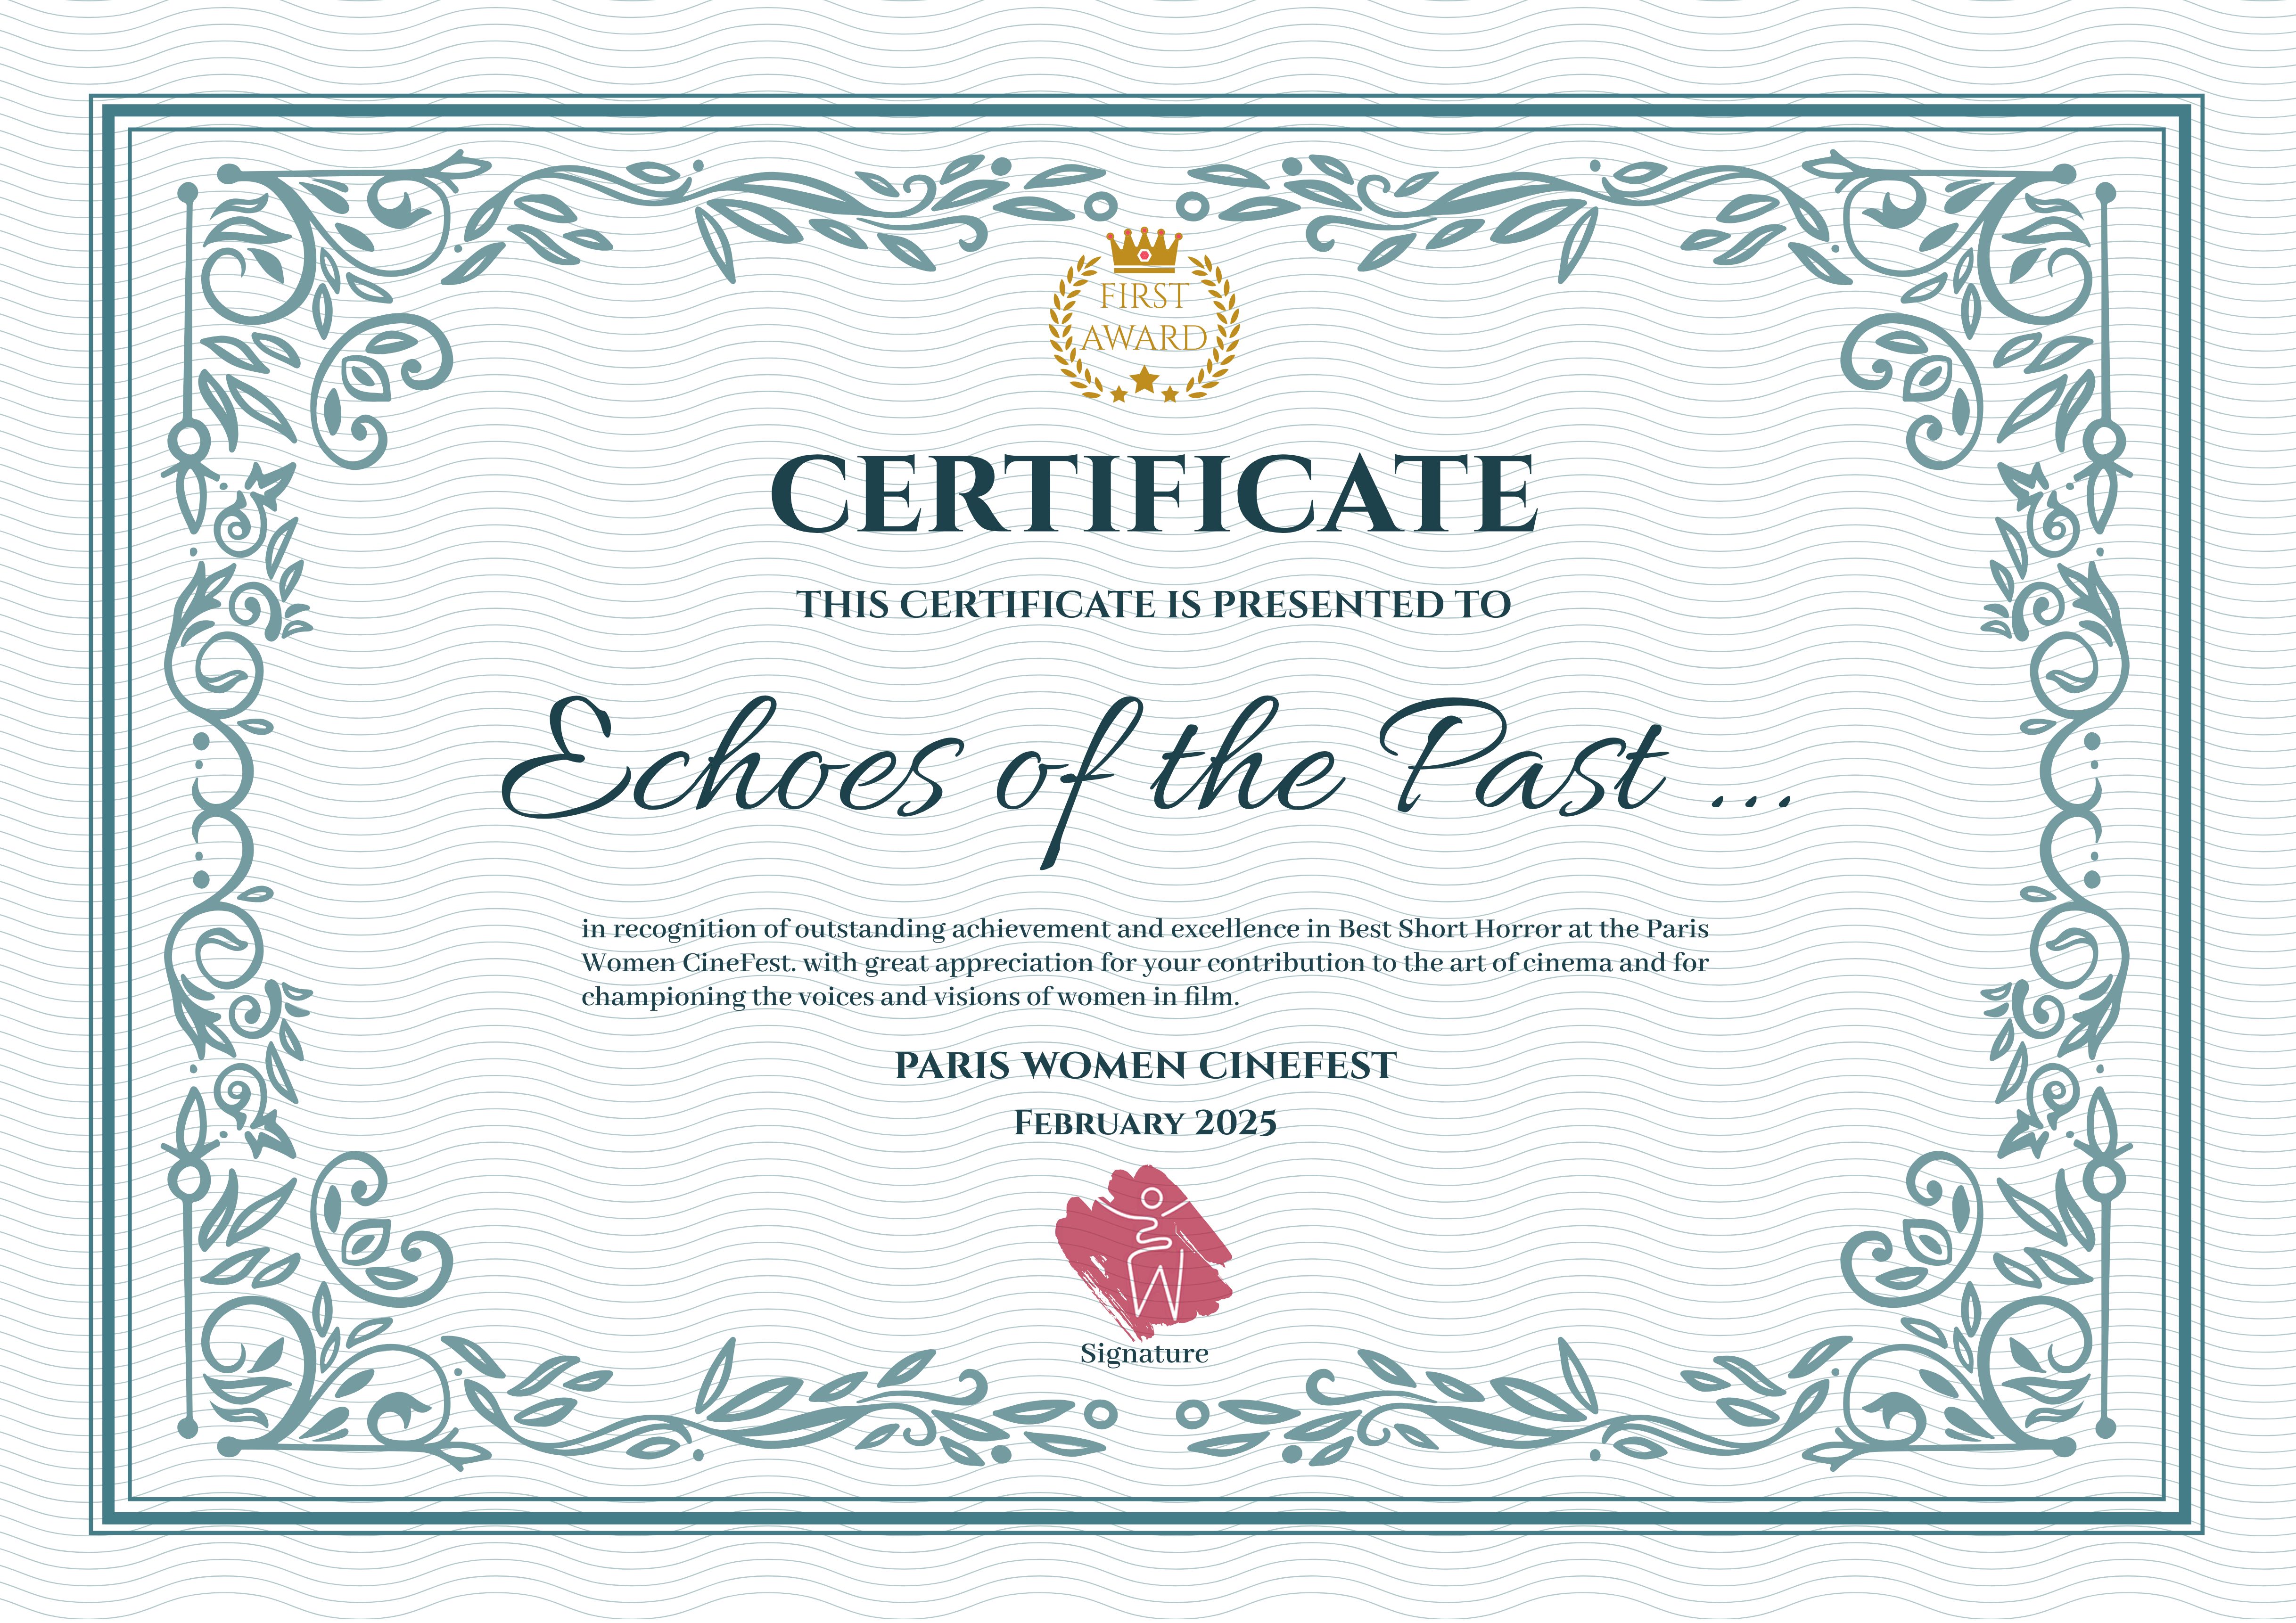 FIRST
AWARD
CERTIFICATE
THIS CERTIFICATE IS PRESENTED TO
Echoes of the Past ...
in recognition of outstanding achievement and excellence in Best Short Horror at the Paris
Women CineFest. with great appreciation for your contribution to the art of cinema and for
championing the voices and visions of women in film.
PARIS WOMEN CINEFEST
FEBRUARY 2025
W
Signature